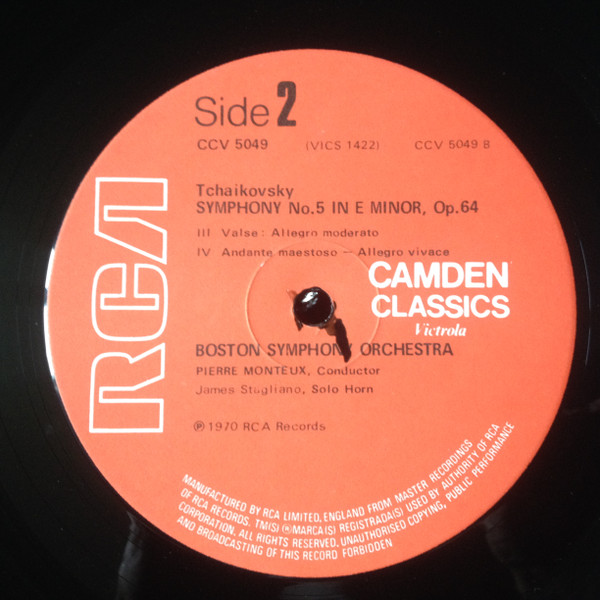 Side 2
CCV 5049 (VICS 1422) CCV 5049 B
Tchaikovsky
SYMPHONY No.5 IN E MINOR, Op.64
III Valse: Allegro moderato
IV Andante maestoso – Allegro vivace
RCA
CAMDEN
CLASSICS
Victrola
BOSTON SYMPHONY ORCHESTRA
PIERRE MONTEUX, Conductor
James Stagliano, Solo Horn
℗ 1970 RCA Records
MANUFACTURED BY RCA LIMITED, ENGLAND FROM MASTER RECORDINGS
OF RCA RECORDS. TM(S) ® MARCA(S) REGISTRADA(S) USED BY AUTHORITY OF RCA
CORPORATION. ALL RIGHTS RESERVED. UNAUTHORISED COPYING, PUBLIC PERFORMANCE
AND BROADCASTING OF THIS RECORD FORBIDDEN